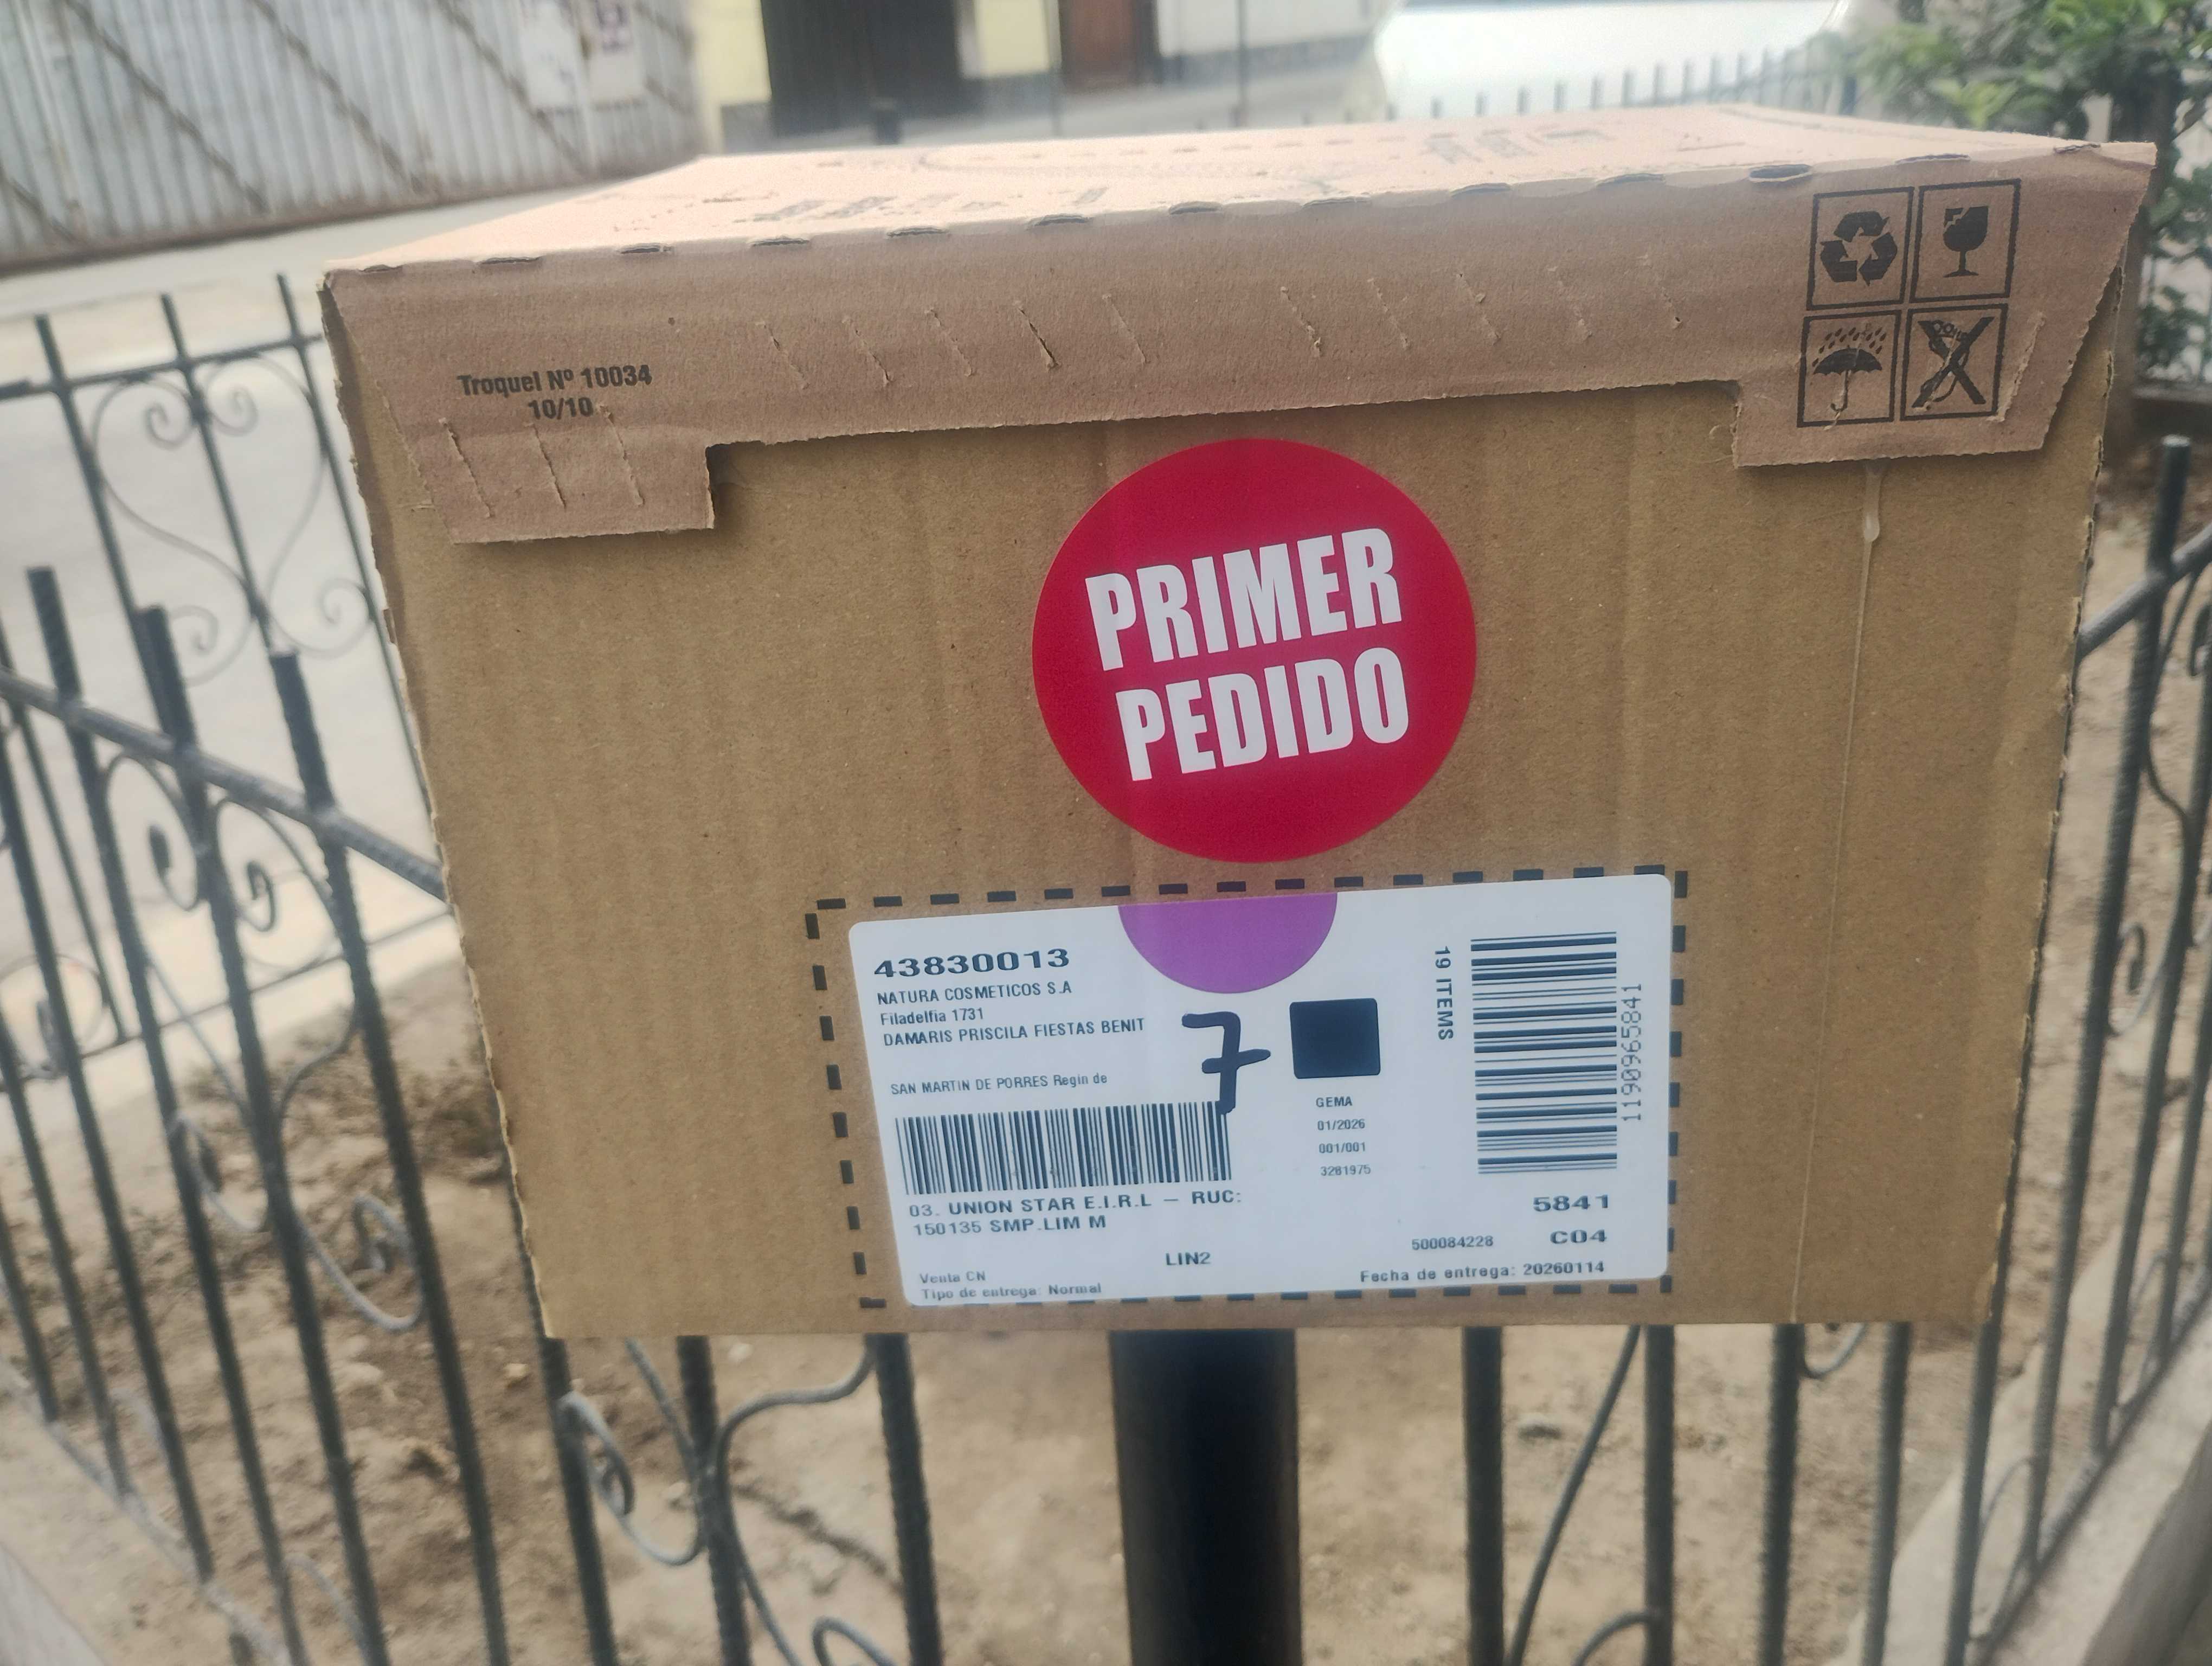 Troquel Nº 10034
10/10
PRIMER
PEDIDO
43830013
NATURA COSMETICOS S.A
Filadelfia 1731
DAMARIS PRISCILA FIESTAS BENIT
SAN MARTIN DE PORRES Regin de
7
GEMA
01/2026
001/001
3281975
19 ITEMS
1190965841
03. UNION STAR E.I.R.L – RUC:
150135 SMP.LIM M
LIN2
Venta CN
Tipo de entrega: Normal
5841
500084228 C04
Fecha de entrega: 20260114